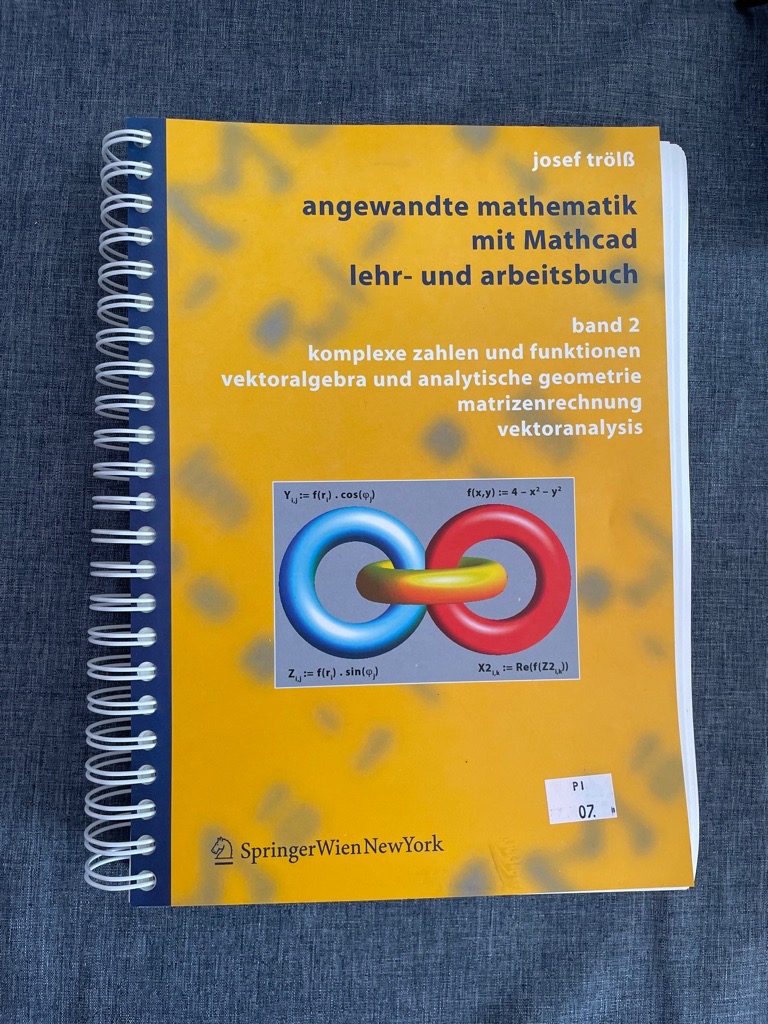 josef trölß
angewandte mathematik
mit Mathcad
lehr- und arbeitsbuch
band 2
komplexe zahlen und funktionen
vektoralgebra und analytische geometrie
matrizenrechnung
vektoranalysis
Yi,j := f(ri) . cos(φj)
f(x,y) := 4 – x² – y²
Zi,j := f(ri) . sin(φj)
X2i,k := Re(f(Z2i,k))
P I
07.
SpringerWienNewYork